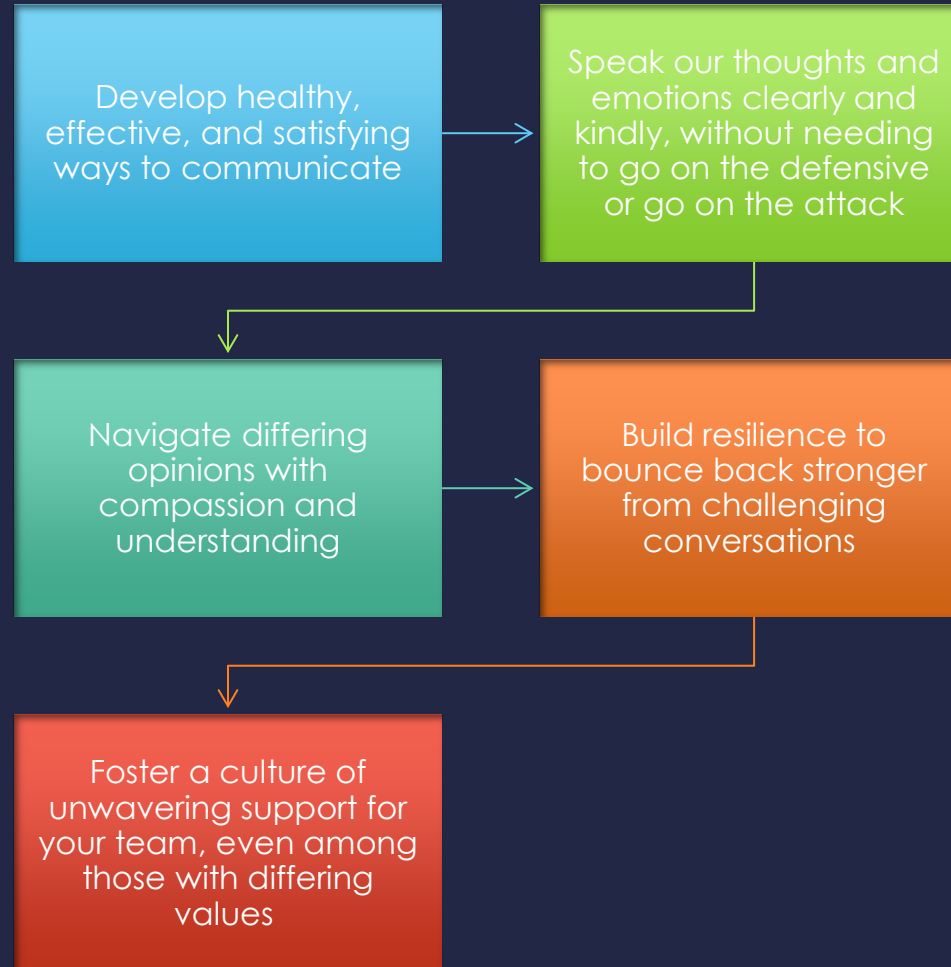 Develop healthy,
effective, and satisfying
ways to communicate
Speak our thoughts and
emotions clearly and
kindly, without needing
to go on the defensive
or go on the attack
Navigate differing
opinions with
compassion and
understanding
Build resilience to
bounce back stronger
from challenging
conversations
Foster a culture of
unwavering support for
your team, even among
those with differing
values